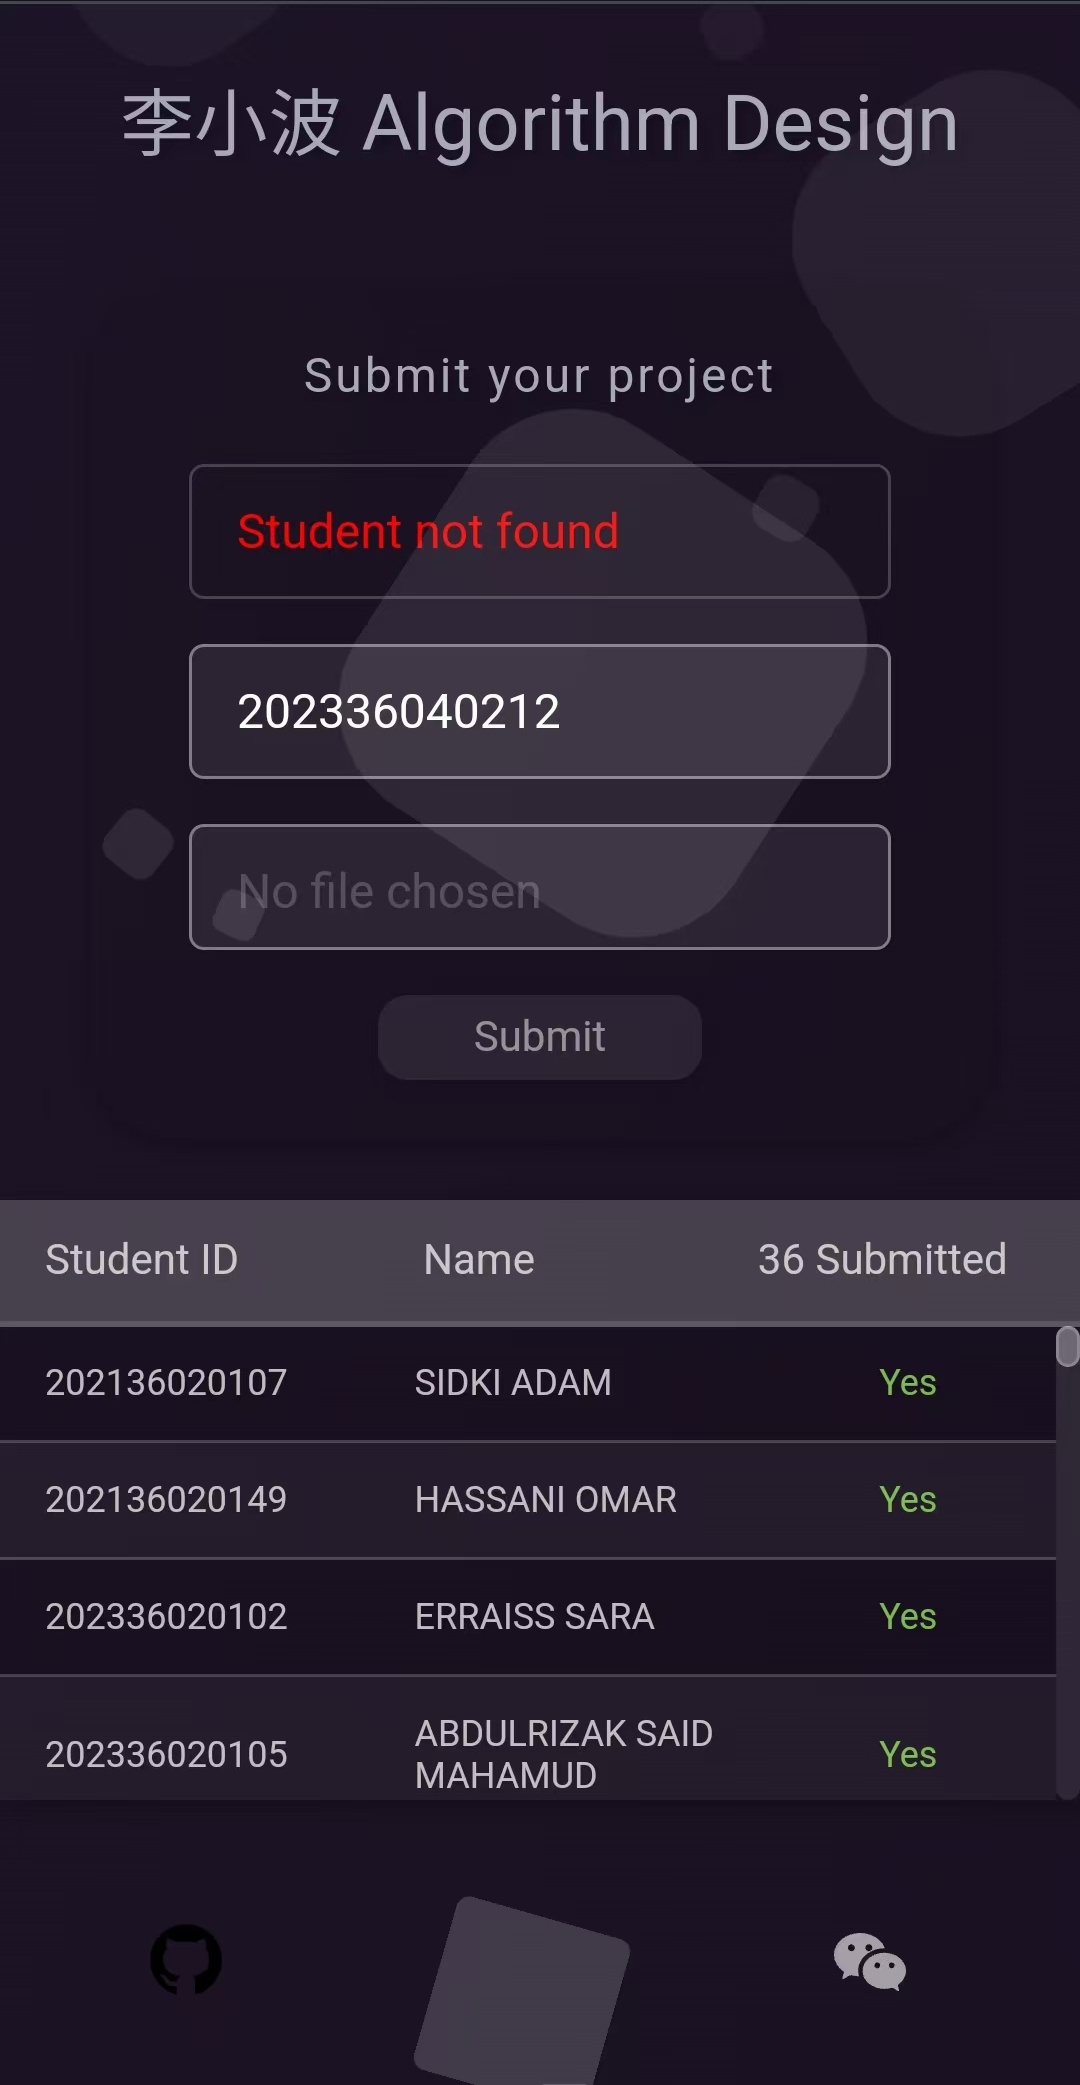 李小波 Algorithm Design
Submit your project
Student not found
202336040212
No file chosen
Submit
Student ID Name 36 Submitted
202136020107 SIDKI ADAM Yes
202136020149 HASSANI OMAR Yes
202336020102 ERRAISS SARA Yes
202336020105 ABDULRIZAK SAID MAHAMUD Yes